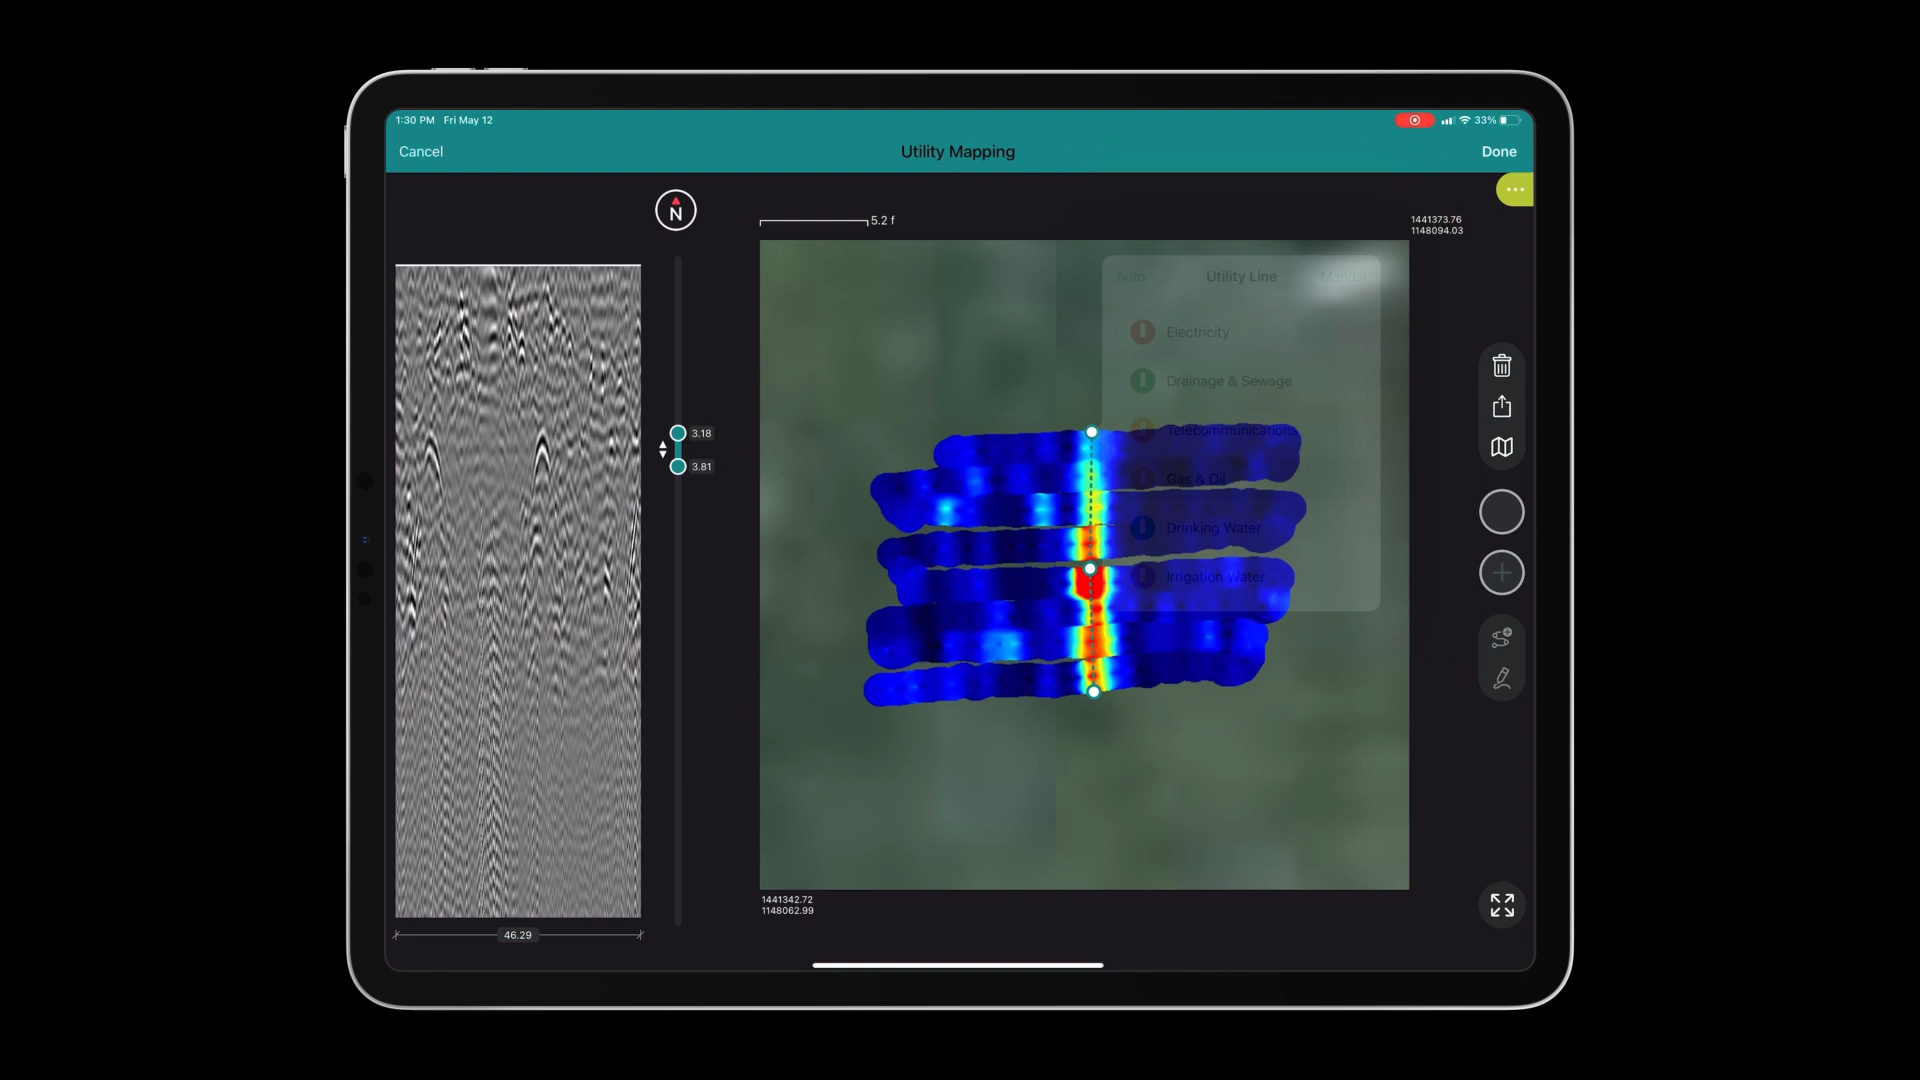 1:30 PM Fri May 12
33%
Cancel
Utility Mapping
Done
N
5.2 f
1441373.76
1148094.03
Auto
Utility Line
Manual
Electricity
Drainage & Sewage
Telecommunications
Gas & Oil
Drinking Water
Irrigation Water
3.18
3.81
1441342.72
1148062.99
46.29